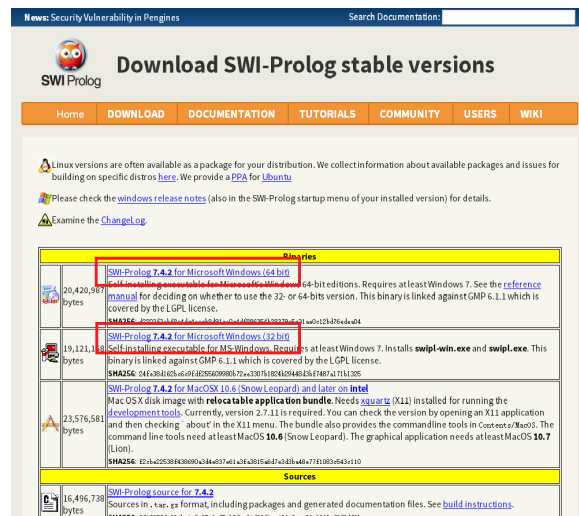 News: Security Vulnerability in Pengines
Search Documentation:
SWI Prolog
Download SWI-Prolog stable versions
Home DOWNLOAD DOCUMENTATION TUTORIALS COMMUNITY USERS WIKI
Linux versions are often available as a package for your distribution. We collect information about available packages and issues for
building on specific distros here. We provide a PPA for Ubuntu
Please check the windows release notes (also in the SWI-Prolog startup menu of your installed version) for details.
Examine the ChangeLog.
Binaries
SWI-Prolog 7.4.2 for Microsoft Windows (64 bit)
20,420,987 bytes
Self-installing executable for Microsoft's Windows 64-bit editions. Requires at least Windows 7. See the reference
manual for deciding on whether to use the 32- or 64-bits version. This binary is linked against GMP 6.1.1 which is
covered by the LGPL license.
SHA256:
SWI-Prolog 7.4.2 for Microsoft Windows (32 bit)
19,121,148 bytes
Self-installing executable for MS-Windows. Requires at least Windows 7. Installs swipl-win.exe and swipl.exe. This
binary is linked against GMP 6.1.1 which is covered by the LGPL license.
SHA256:
SWI-Prolog 7.4.2 for MacOSX 10.6 (Snow Leopard) and later on intel
23,576,581 bytes
Mac OS X disk image with relocatable application bundle. Needs xquartz (X11) installed for running the
development tools. Currently, version 2.7.11 is required. You can check the version by opening an X11 application
and then checking `about' in the X11 menu. The bundle also provides the commandline tools in Contents/MacOS. The
command line tools need at least MacOS 10.6 (Snow Leopard). The graphical application needs at least MacOS 10.7
(Lion).
SHA256:
Sources
SWI-Prolog source for 7.4.2
16,496,738 bytes
Sources in .tar.gz format, including packages and generated documentation files. See build instructions.